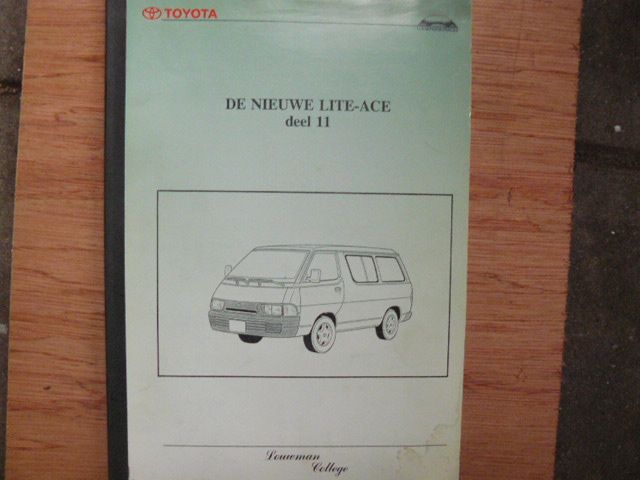 TOYOTA
DE NIEUWE LITE-ACE
deel 11
Louwman
College